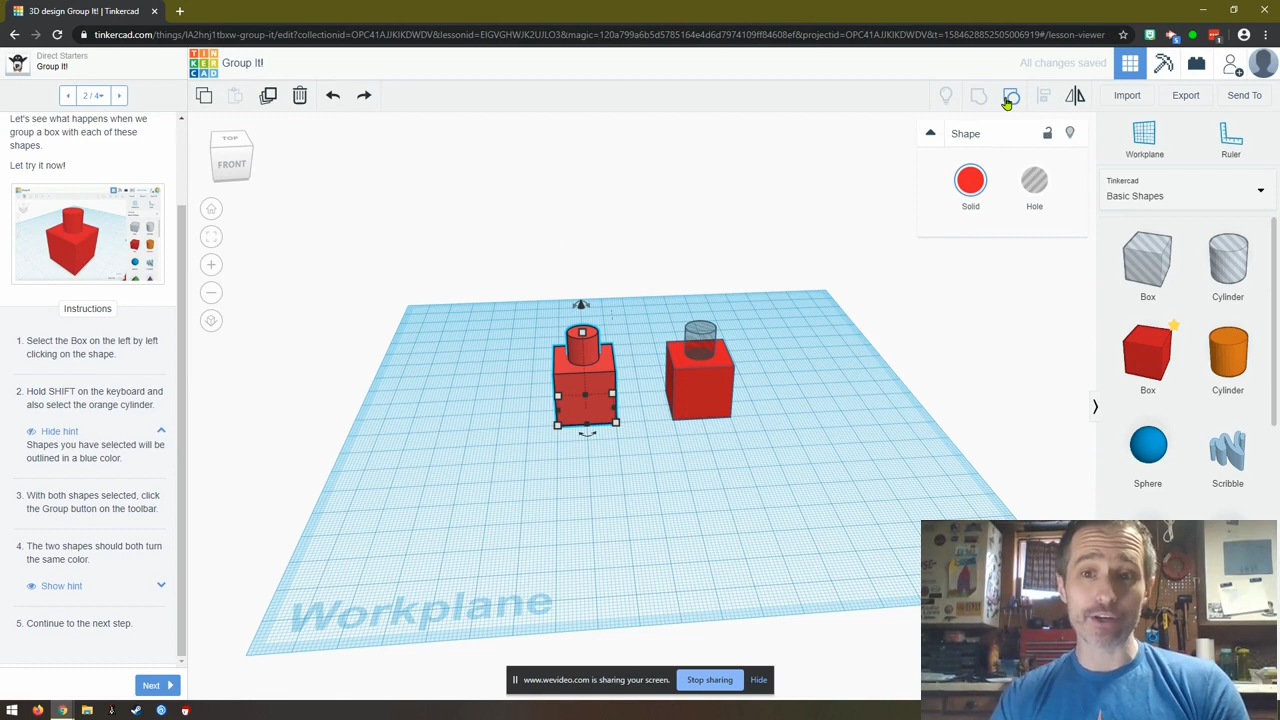 3D design Group It! | Tinkercad
tinkercad.com/things/lA2hnj1tbxw-group-it/edit?collectionid=OPC41AJJKIKDWDV&lessonid=EIGVGHWJK2UJLO3&magic=120a799a6b5d5785164e4d6d7974109f84608ef&projectid=OPC41AJJKIKDWDV&t=1584628852505006919#/lesson-viewer
Direct Starters
Group It!
TIN
KER
CAD
Group It!
All changes saved
2 / 4
Import
Export
Send To
Let's see what happens when we
group a box with each of these
shapes.
Let try it now!
Instructions
1. Select the Box on the left by left
clicking on the shape.
2. Hold SHIFT on the keyboard and
also select the orange cylinder.
Hide hint
Shapes you have selected will be
outlined in a blue color.
3. With both shapes selected, click
the Group button on the toolbar.
4. The two shapes should both turn
the same color.
Show hint
5. Continue to the next step.
Next
TOP
FRONT
Workplane
Shape
Solid
Hole
Workplane
Ruler
Tinkercad
Basic Shapes
Box
Cylinder
Box
Cylinder
Sphere
Scribble
www.wevideo.com is sharing your screen.
Stop sharing
Hide